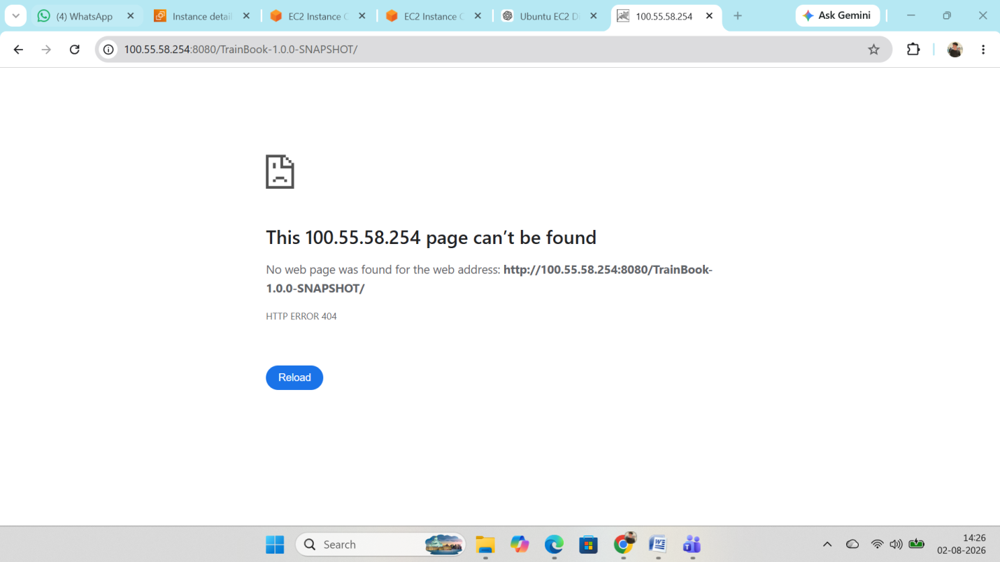 (4) WhatsApp
Instance detail
EC2 Instance C
EC2 Instance C
Ubuntu EC2 Di
100.55.58.254
Ask Gemini
100.55.58.254:8080/TrainBook-1.0.0-SNAPSHOT/
This 100.55.58.254 page can’t be found
No web page was found for the web address: http://100.55.58.254:8080/TrainBook-
1.0.0-SNAPSHOT/
HTTP ERROR 404
Reload
Search
14:26
02-08-2026